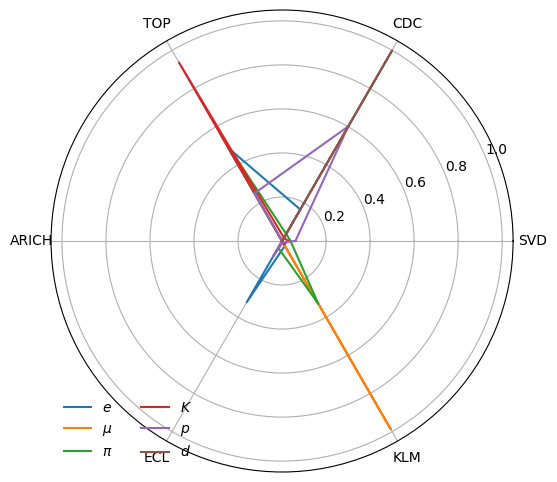 TOP CDC
1.0
0.8
0.6
0.4
0.2
ARICH SVD
e K
μ p
π d
ECL KLM